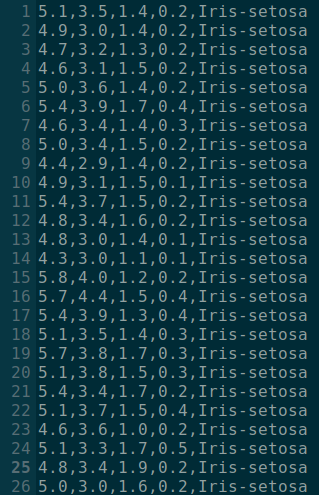 1 5.1,3.5,1.4,0.2,Iris-setosa
2 4.9,3.0,1.4,0.2,Iris-setosa
3 4.7,3.2,1.3,0.2,Iris-setosa
4 4.6,3.1,1.5,0.2,Iris-setosa
5 5.0,3.6,1.4,0.2,Iris-setosa
6 5.4,3.9,1.7,0.4,Iris-setosa
7 4.6,3.4,1.4,0.3,Iris-setosa
8 5.0,3.4,1.5,0.2,Iris-setosa
9 4.4,2.9,1.4,0.2,Iris-setosa
10 4.9,3.1,1.5,0.1,Iris-setosa
11 5.4,3.7,1.5,0.2,Iris-setosa
12 4.8,3.4,1.6,0.2,Iris-setosa
13 4.8,3.0,1.4,0.1,Iris-setosa
14 4.3,3.0,1.1,0.1,Iris-setosa
15 5.8,4.0,1.2,0.2,Iris-setosa
16 5.7,4.4,1.5,0.4,Iris-setosa
17 5.4,3.9,1.3,0.4,Iris-setosa
18 5.1,3.5,1.4,0.3,Iris-setosa
19 5.7,3.8,1.7,0.3,Iris-setosa
20 5.1,3.8,1.5,0.3,Iris-setosa
21 5.4,3.4,1.7,0.2,Iris-setosa
22 5.1,3.7,1.5,0.4,Iris-setosa
23 4.6,3.6,1.0,0.2,Iris-setosa
24 5.1,3.3,1.7,0.5,Iris-setosa
25 4.8,3.4,1.9,0.2,Iris-setosa
26 5.0,3.0,1.6,0.2,Iris-setosa